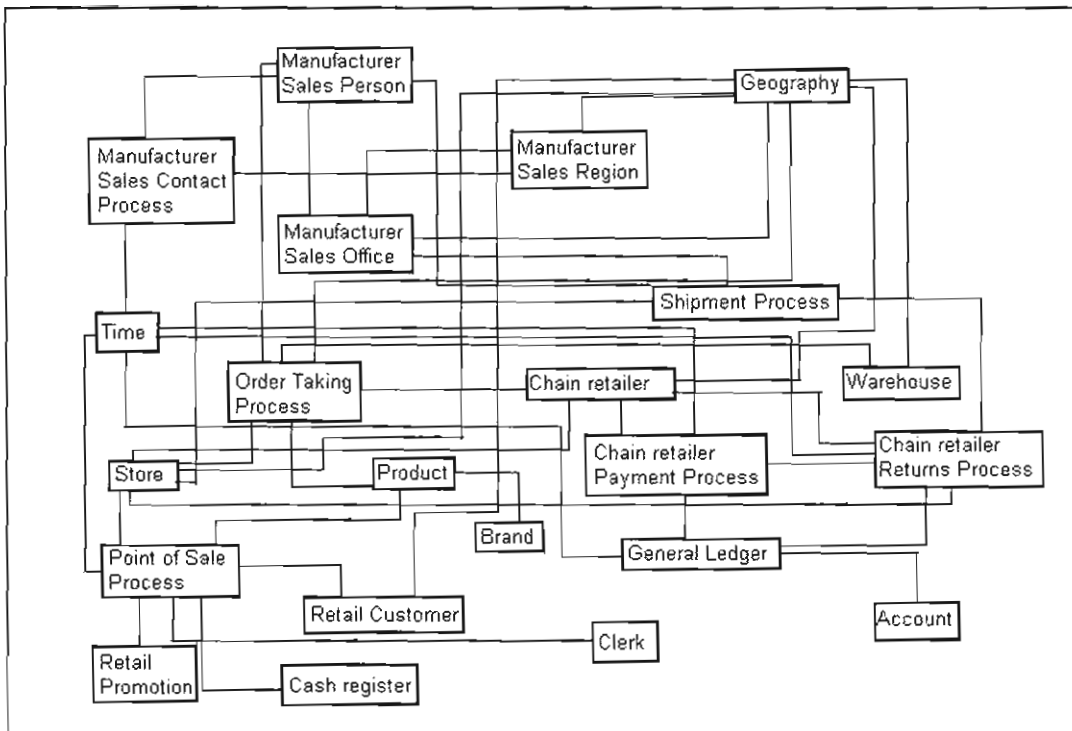 Manufacturer
Sales Person
Geography
Manufacturer
Sales Region
Manufacturer
Sales Contact
Process
Manufacturer
Sales Office
Shipment Process
Time
Order Taking
Process
Chain retailer
Warehouse
Store
Product
Chain retailer
Payment Process
Chain retailer
Returns Process
Brand
Point of Sale
Process
General Ledger
Retail Customer
Account
Clerk
Retail
Promotion
Cash register